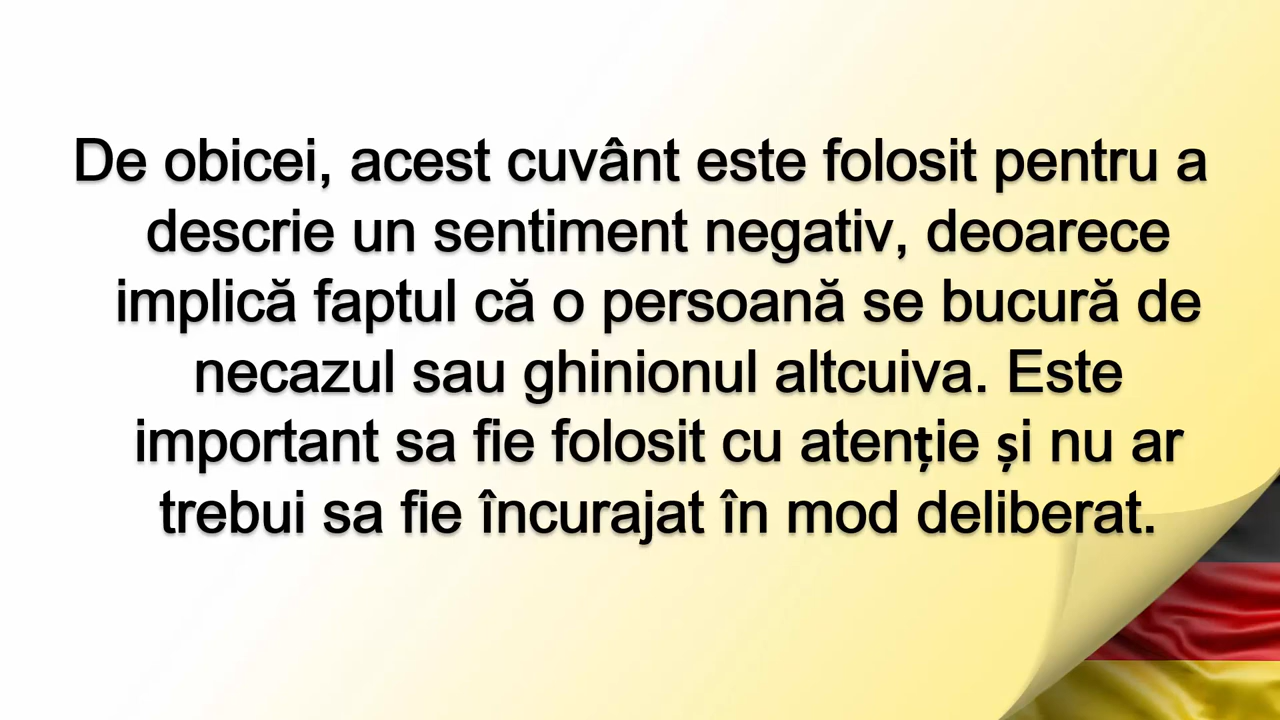 De obicei, acest cuvânt este folosit pentru a
descrie un sentiment negativ, deoarece
implică faptul că o persoană se bucură de
necazul sau ghinionul altcuiva. Este
important sa fie folosit cu atenție și nu ar
trebui sa fie încurajat în mod deliberat.